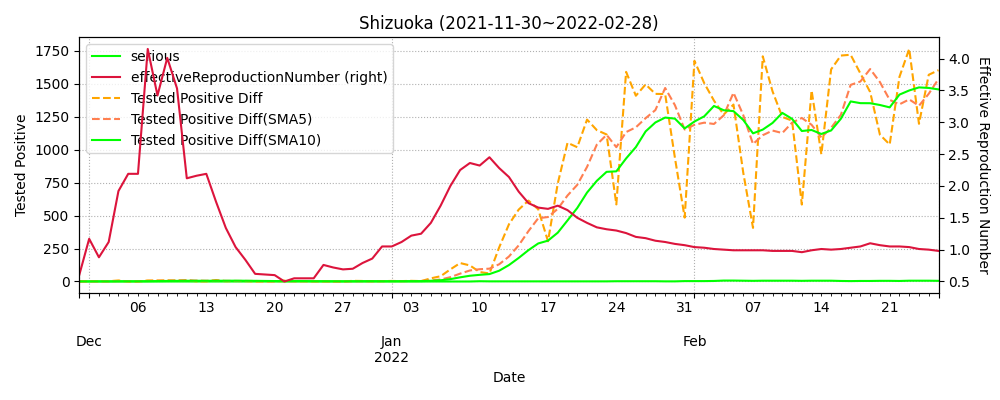 Shizuoka (2021-11-30~2022-02-28)
serious
effectiveReproductionNumber (right)
Tested Positive Diff
Tested Positive Diff(SMA5)
Tested Positive Diff(SMA10)
Tested Positive
1750
1500
1250
1000
750
500
250
0
4.0
3.5
3.0
2.5
2.0
1.5
1.0
0.5
Effective Reproduction Number
06 13 20 27 03 10 17 24 31 07 14 21
Dec Jan Feb
2022
Date